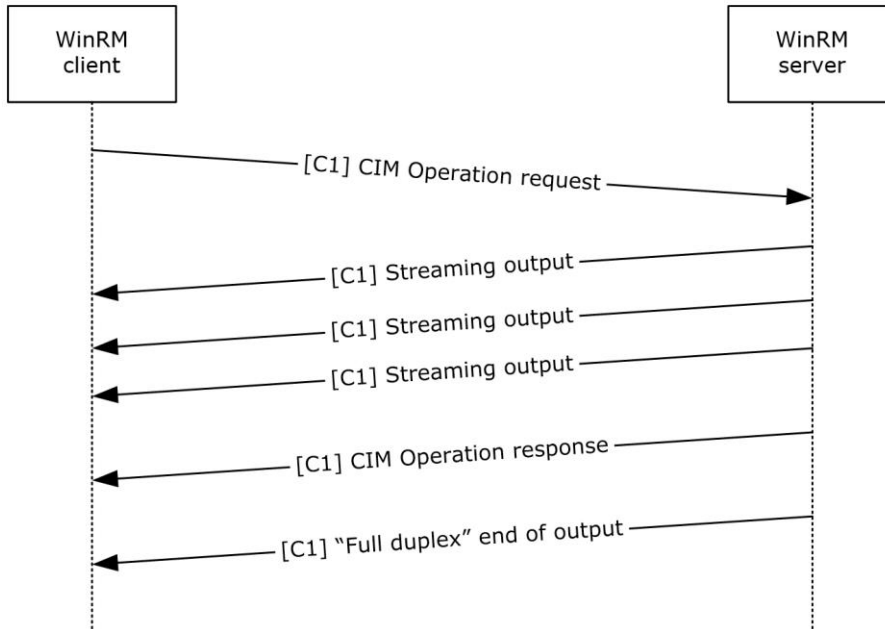 WinRM
client
WinRM
server
[C1] CIM Operation request
[C1] Streaming output
[C1] Streaming output
[C1] Streaming output
[C1] CIM Operation response
[C1] “Full duplex” end of output